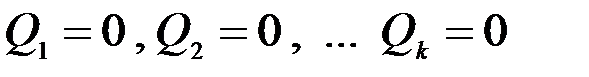 Q₁ = 0 , Q₂ = 0 , ... Qₖ = 0